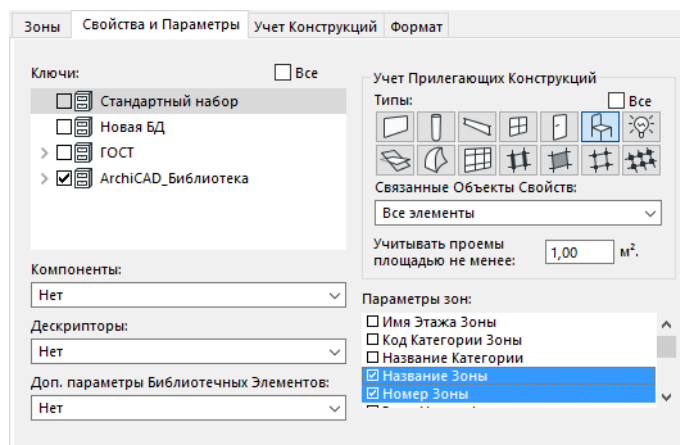 Зоны Свойства и Параметры Учет Конструкций Формат
Ключи: Все
Стандартный набор
Новая БД
ГОСТ
ArchiCAD_Библиотека
Компоненты:
Нет
Дескрипторы:
Нет
Доп. параметры Библиотечных Элементов:
Нет
Учет Прилегающих Конструкций
Типы: Все
Связанные Объекты Свойств:
Все элементы
Учитывать проемы
площадью не менее: 1,00 м².
Параметры зон:
Имя Этажа Зоны
Код Категории Зоны
Название Категории
Название Зоны
Номер Зоны